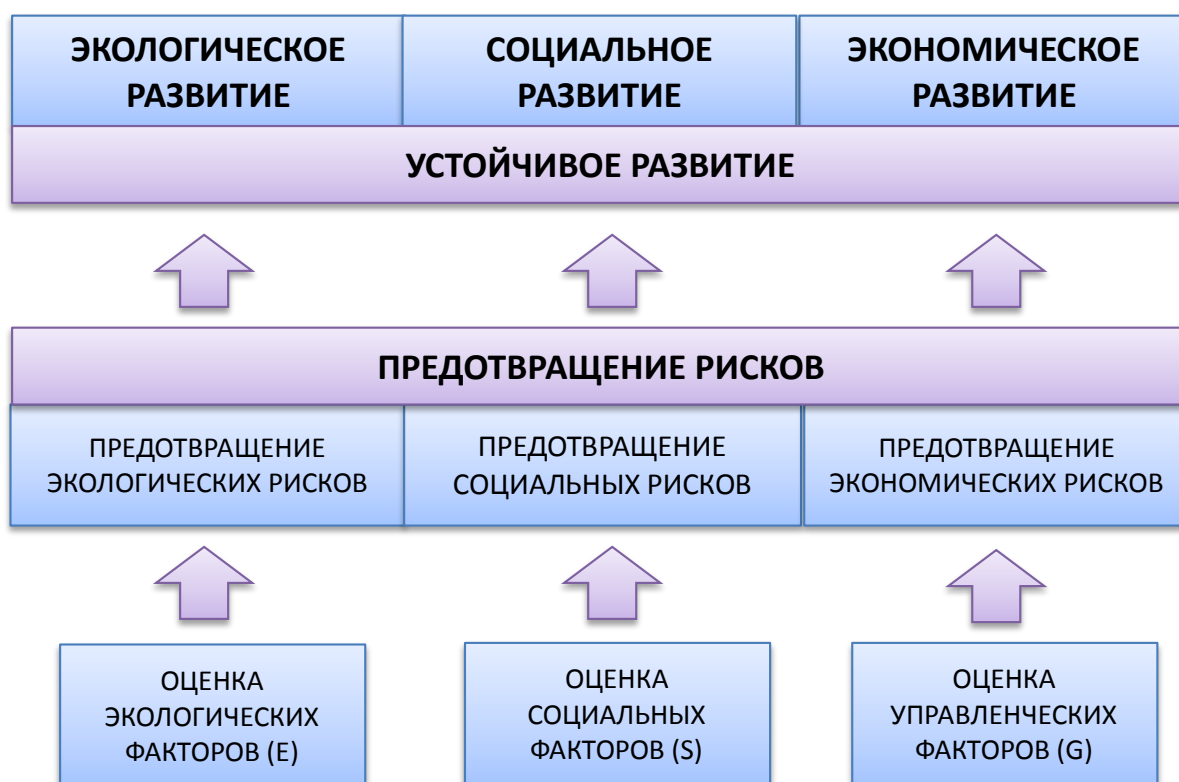 ЭКОЛОГИЧЕСКОЕ
РАЗВИТИЕ
СОЦИАЛЬНОЕ
РАЗВИТИЕ
ЭКОНОМИЧЕСКОЕ
РАЗВИТИЕ
УСТОЙЧИВОЕ РАЗВИТИЕ
ПРЕДОТВРАЩЕНИЕ РИСКОВ
ПРЕДОТВРАЩЕНИЕ
ЭКОЛОГИЧЕСКИХ РИСКОВ
ПРЕДОТВРАЩЕНИЕ
СОЦИАЛЬНЫХ РИСКОВ
ПРЕДОТВРАЩЕНИЕ
ЭКОНОМИЧЕСКИХ РИСКОВ
ОЦЕНКА
ЭКОЛОГИЧЕСКИХ
ФАКТОРОВ (E)
ОЦЕНКА
СОЦИАЛЬНЫХ
ФАКТОРОВ (S)
ОЦЕНКА
УПРАВЛЕНЧЕСКИХ
ФАКТОРОВ (G)